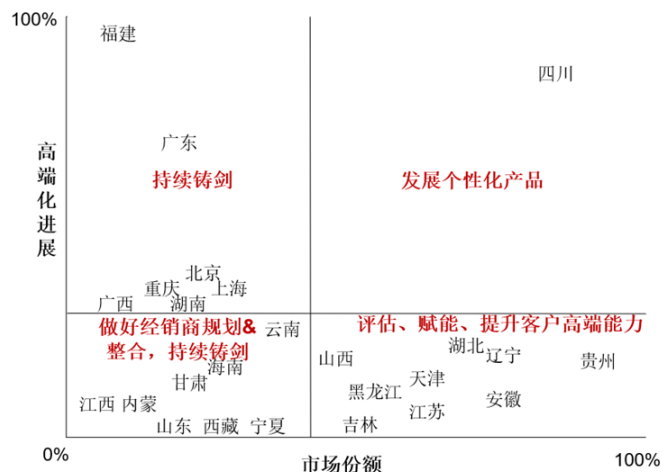 100%
福建
四川
广东
高端化进展
持续铸剑
发展个性化产品
北京
重庆
上海
广西
湖南
做好经销商规划&
整合，持续铸剑
云南
评估、赋能、提升客户高端能力
湖北
辽宁
山西
贵州
海南
甘肃
天津
黑龙江
江西
内蒙
安徽
江苏
山东
西藏
宁夏
吉林
0%
市场份额
100%